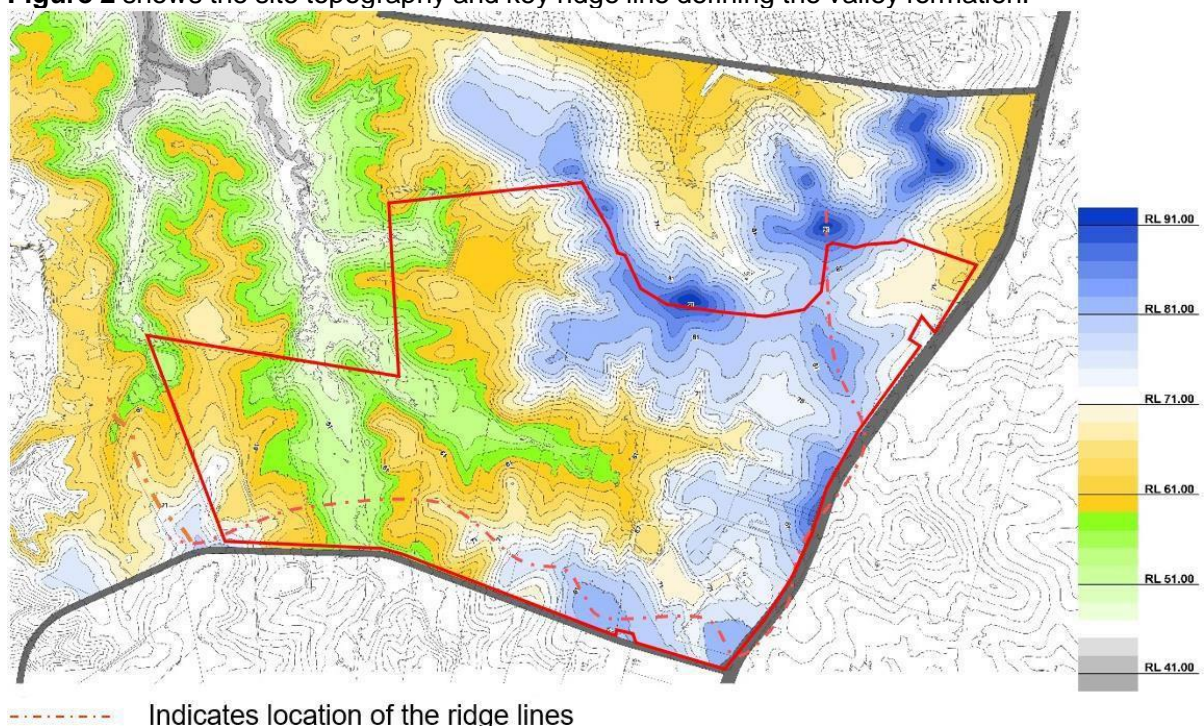 Figure 2 shows the site topography and key ridge line defining the valley formation.
RL 91.00
RL 81.00
RL 71.00
RL 61.00
RL 51.00
RL 41.00
Indicates location of the ridge lines